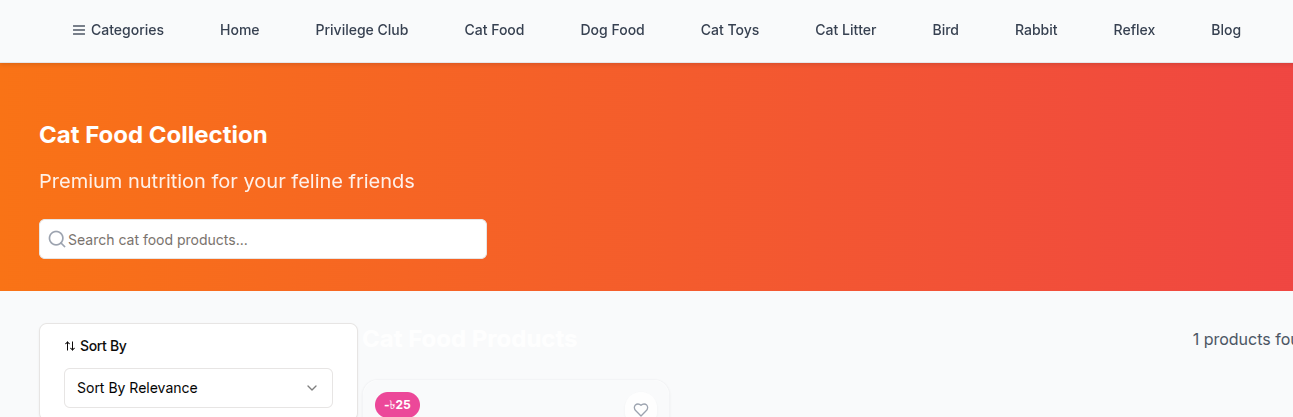 Categories Home Privilege Club Cat Food Dog Food Cat Toys Cat Litter Bird Rabbit Reflex Blog
Cat Food Collection
Premium nutrition for your feline friends
Search cat food products...
Sort By
Sort By Relevance
Cat Food Products
1 products fou
-৳25